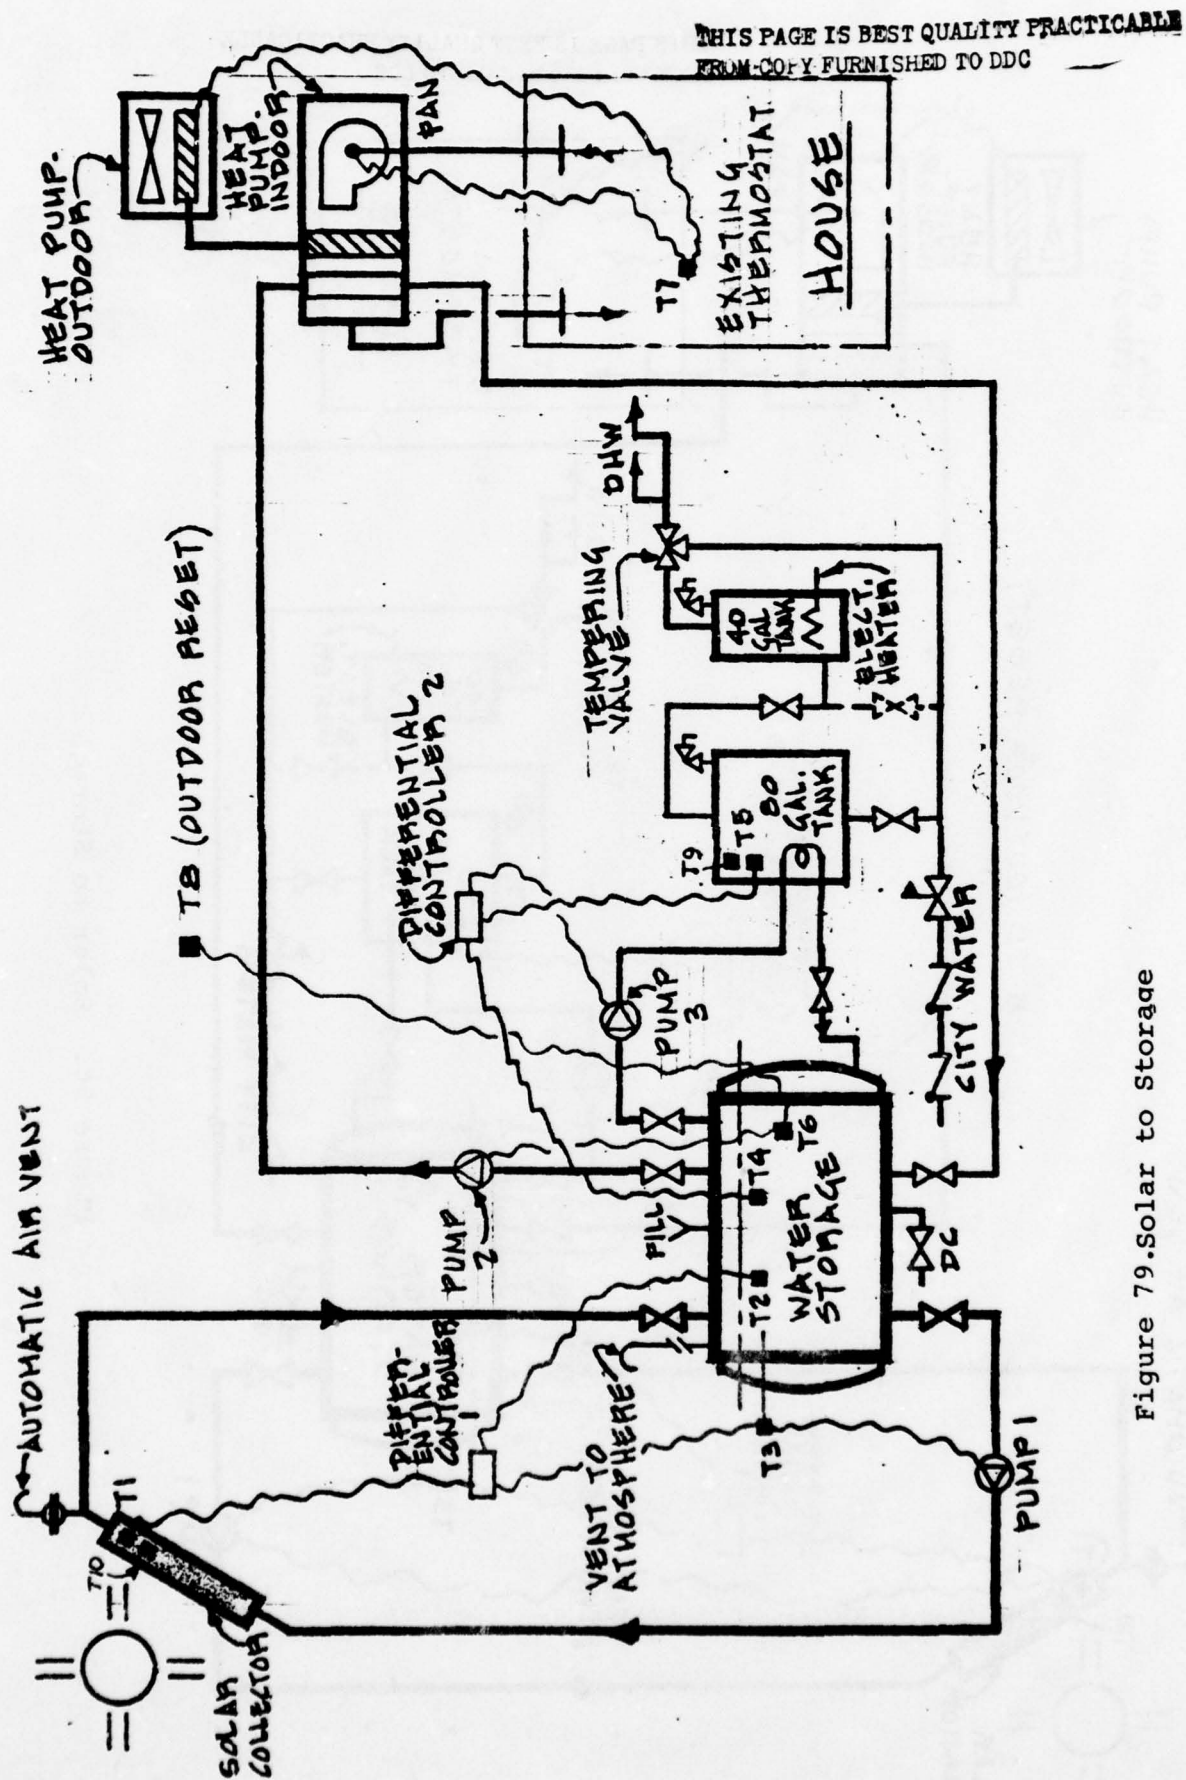 THIS PAGE IS BEST QUALITY PRACTICABLE
FROM COPY FURNISHED TO DDC
AUTOMATIC AIR VENT
T1
T10
SOLAR
COLLECTOR
DIFFER-
ENTIAL
CONTROLLER
1
VENT TO
ATMOSPHERE
T3
PUMP 1
T8 (OUTDOOR RESET)
PUMP
2
FILL
T2
T4
T6
WATER
STORAGE
DC
DIFFERENTIAL
CONTROLLER 2
PUMP
3
T9
T5
80
GAL.
TANK
CITY WATER
TEMPERING
VALVE
DHW
40
GAL
TANK
ELECT.
HEATER
HEAT PUMP.
OUTDOOR
HEAT
PUMP.
INDOOR
FAN
T7
EXISTING
THERMOSTAT
HOUSE
Figure 79.Solar to Storage